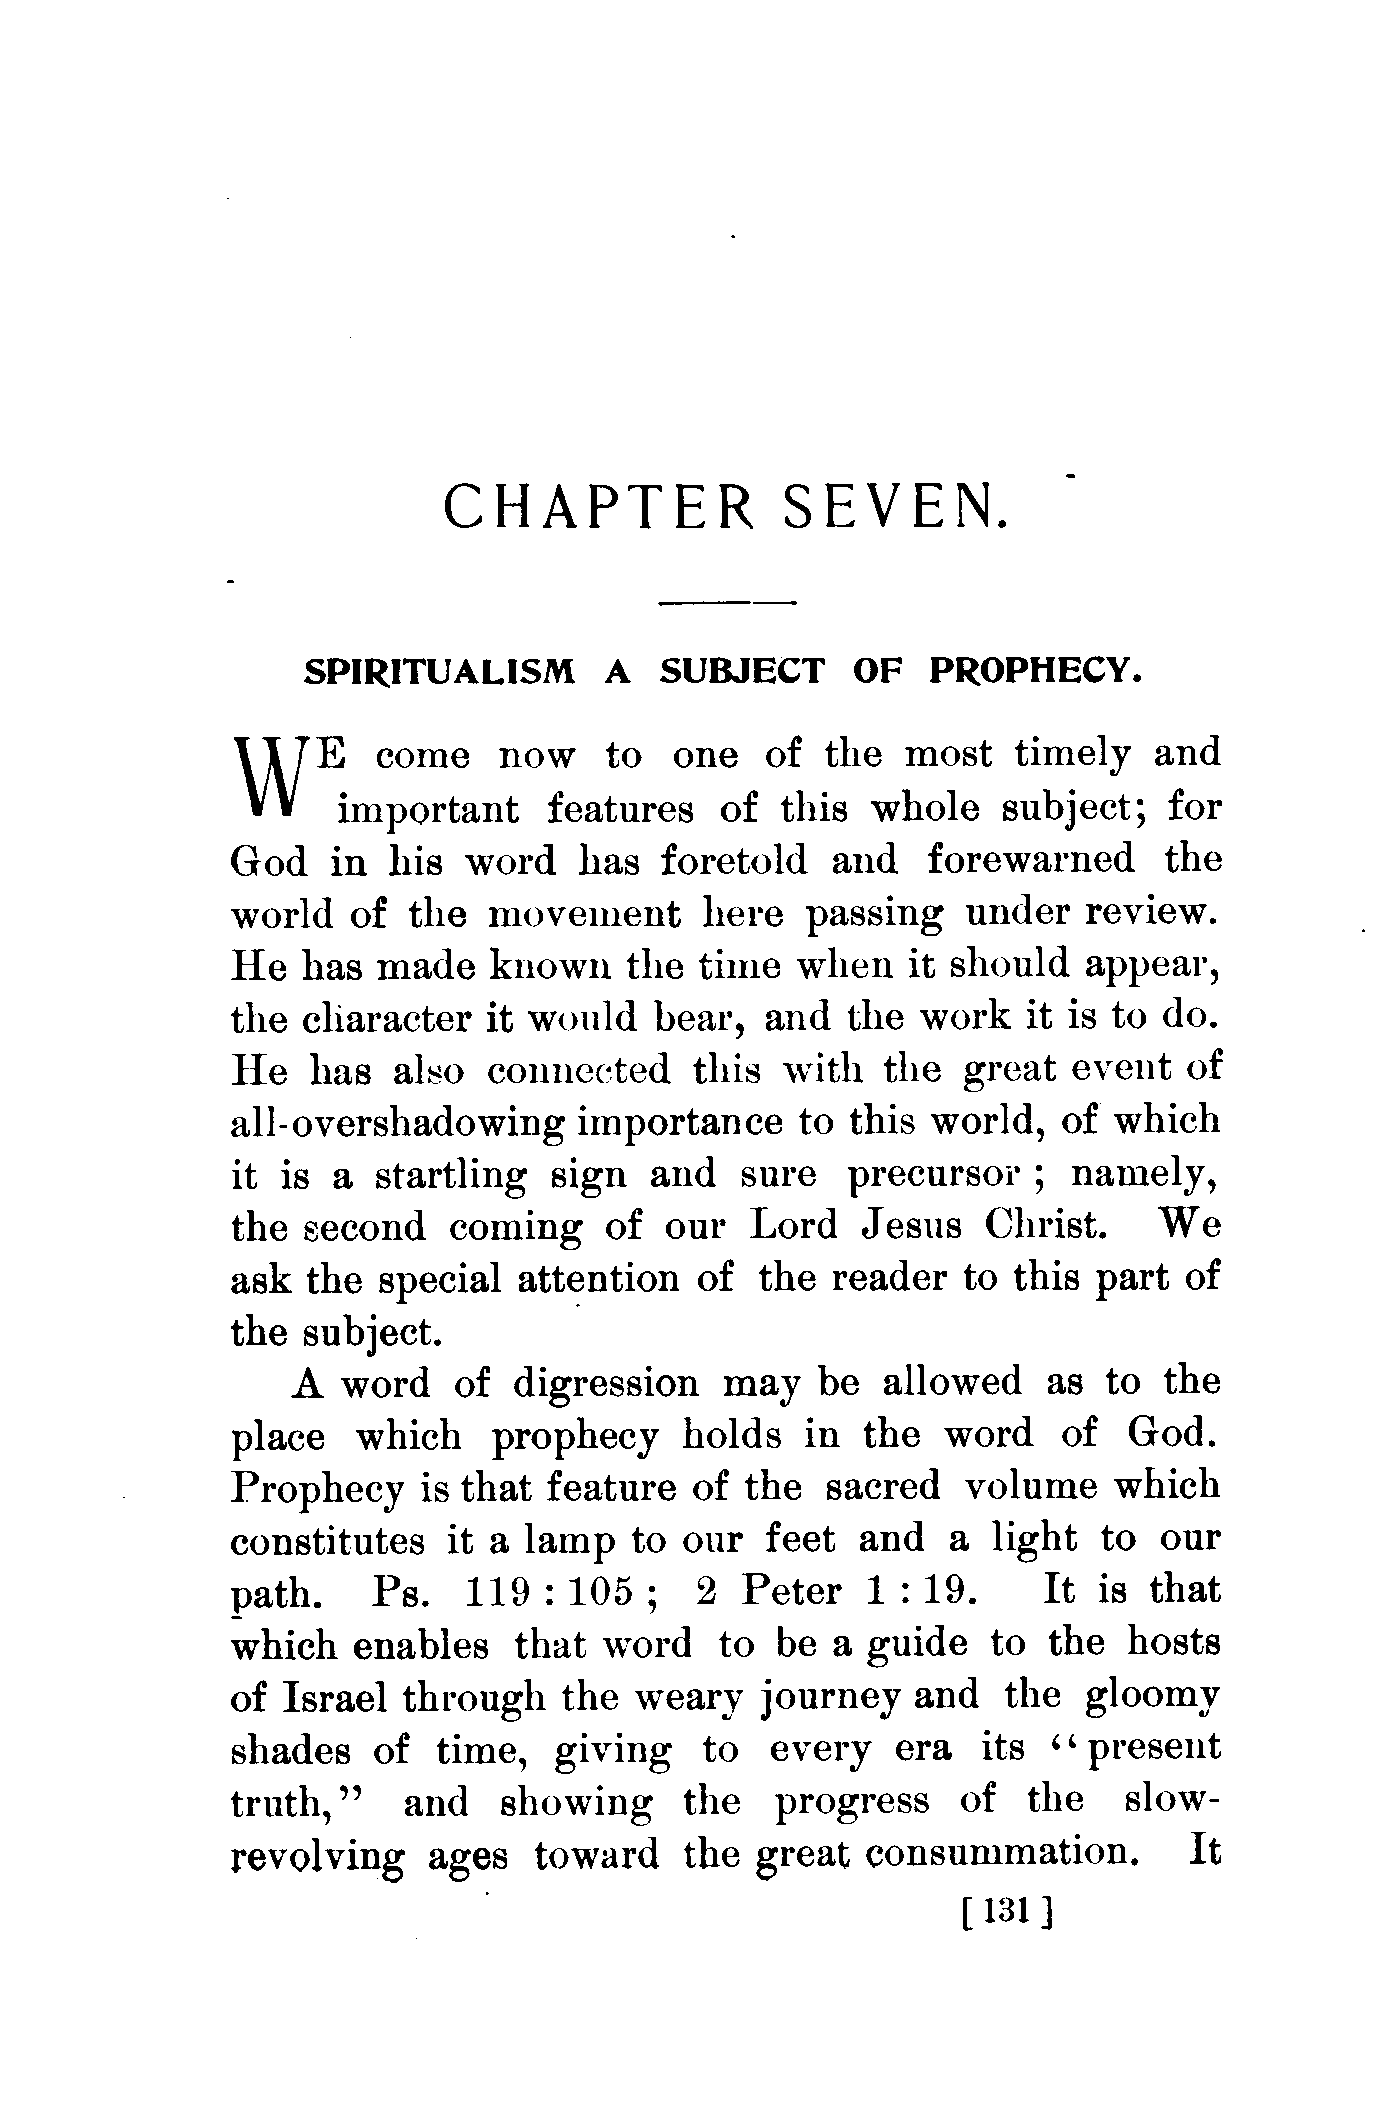 CHAPTER SEVEN.
SPIRITUALISM A SUBJECT OF PROPHECY.
WE come now to one of the most timely and
important features of this whole subject; for
God in his word has foretold and forewarned the
world of the movement here passing under review.
He has made known the time when it should appear,
the character it would bear, and the work it is to do.
He has also connected this with the great event of
all-overshadowing importance to this world, of which
it is a startling sign and sure precursor ; namely,
the second coming of our Lord Jesus Christ. We
ask the special attention of the reader to this part of
the subject.
A word of digression may be allowed as to the
place which prophecy holds in the word of God.
Prophecy is that feature of the sacred volume which
constitutes it a lamp to our feet and a light to our
path. Ps. 119 : 105 ; 2 Peter 1 : 19. It is that
which enables that word to be a guide to the hosts
of Israel through the weary journey and the gloomy
shades of time, giving to every era its “present
truth,” and showing the progress of the slow-
revolving ages toward the great consummation. It
[ 131 ]